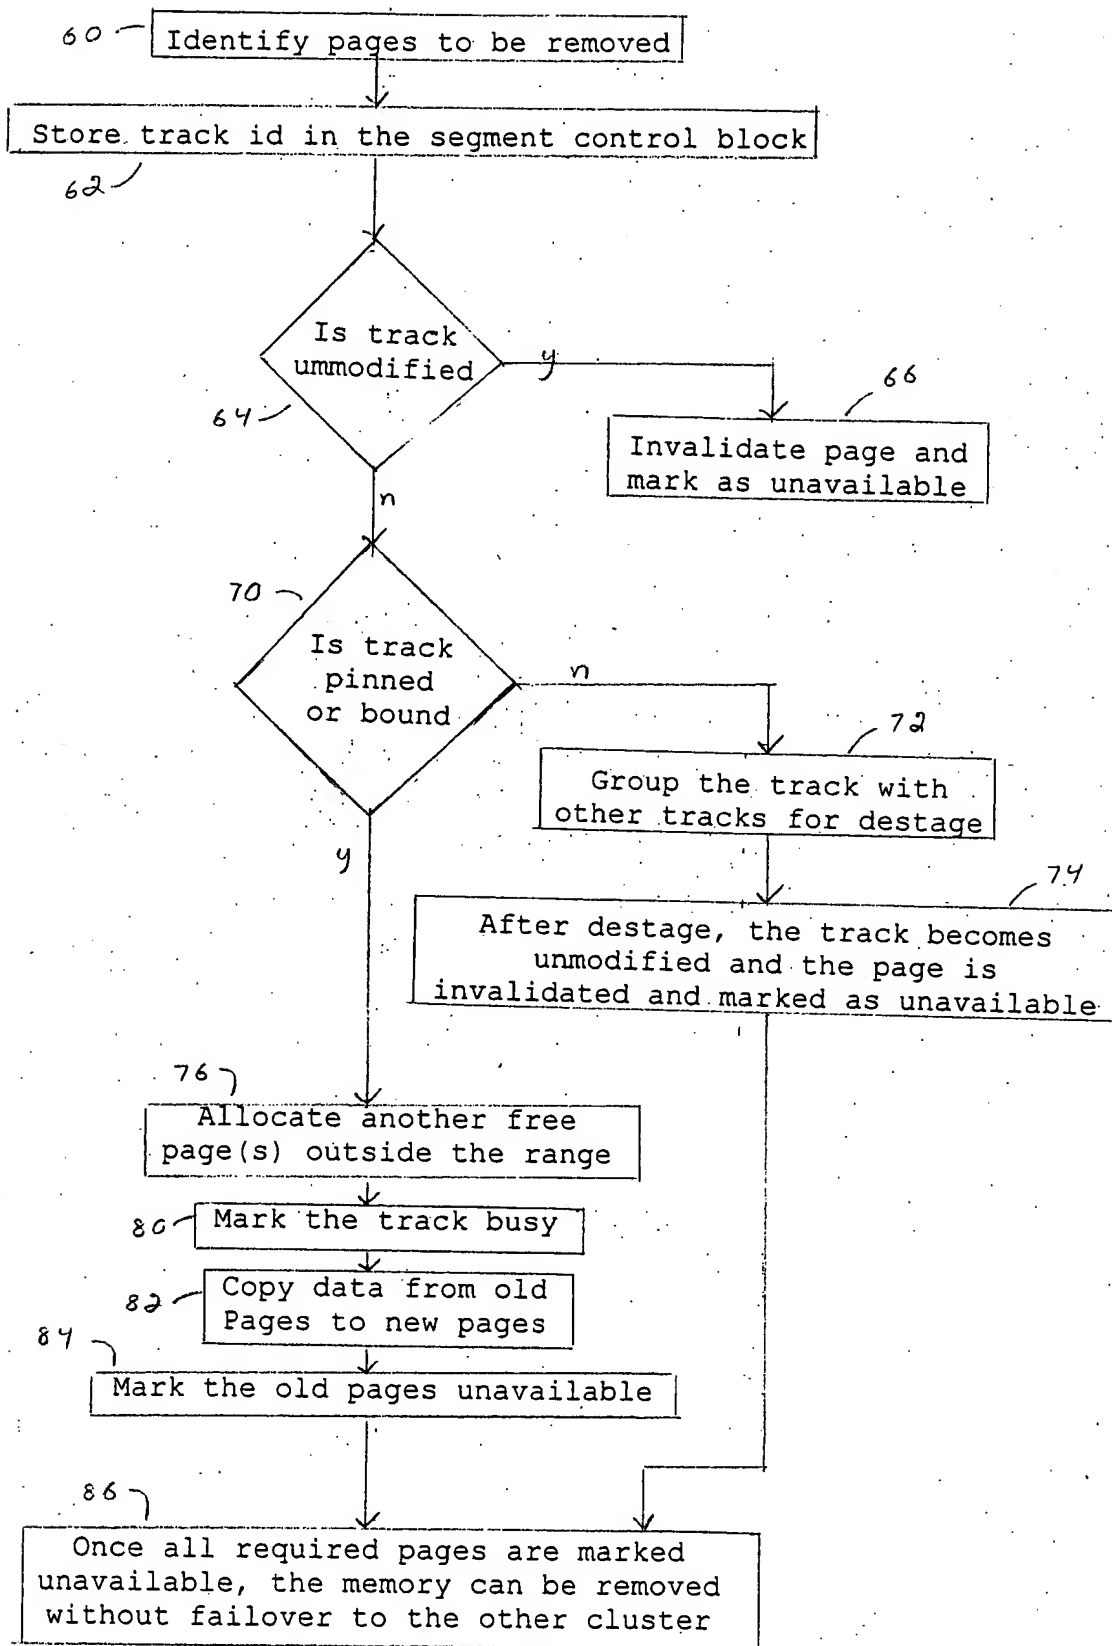 60
Identify pages to be removed
Store track id in the segment control block
62
Is track
ummodified
y
64
66
Invalidate page and
mark as unavailable
n
70
Is track
pinned
or bound
n
72
Group the track with
other tracks for destage
y
74
After destage, the track becomes
unmodified and the page is
invalidated and marked as unavailable
76
Allocate another free
page(s) outside the range
80
Mark the track busy
82
Copy data from old
Pages to new pages
84
Mark the old pages unavailable
86
Once all required pages are marked
unavailable, the memory can be removed
without failover to the other cluster